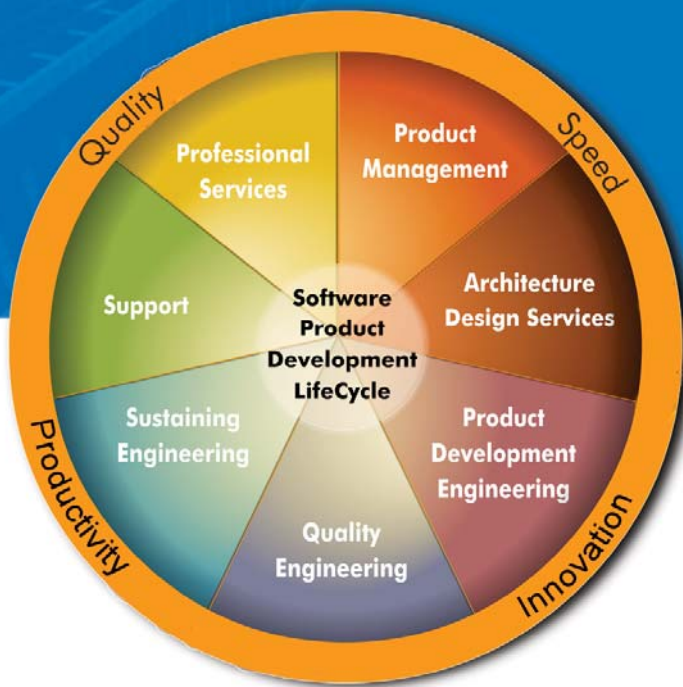 Quality
Speed
Innovation
Productivity
Software
Product
Development
LifeCycle
Product
Management
Architecture
Design Services
Product
Development
Engineering
Quality
Engineering
Sustaining
Engineering
Support
Professional
Services